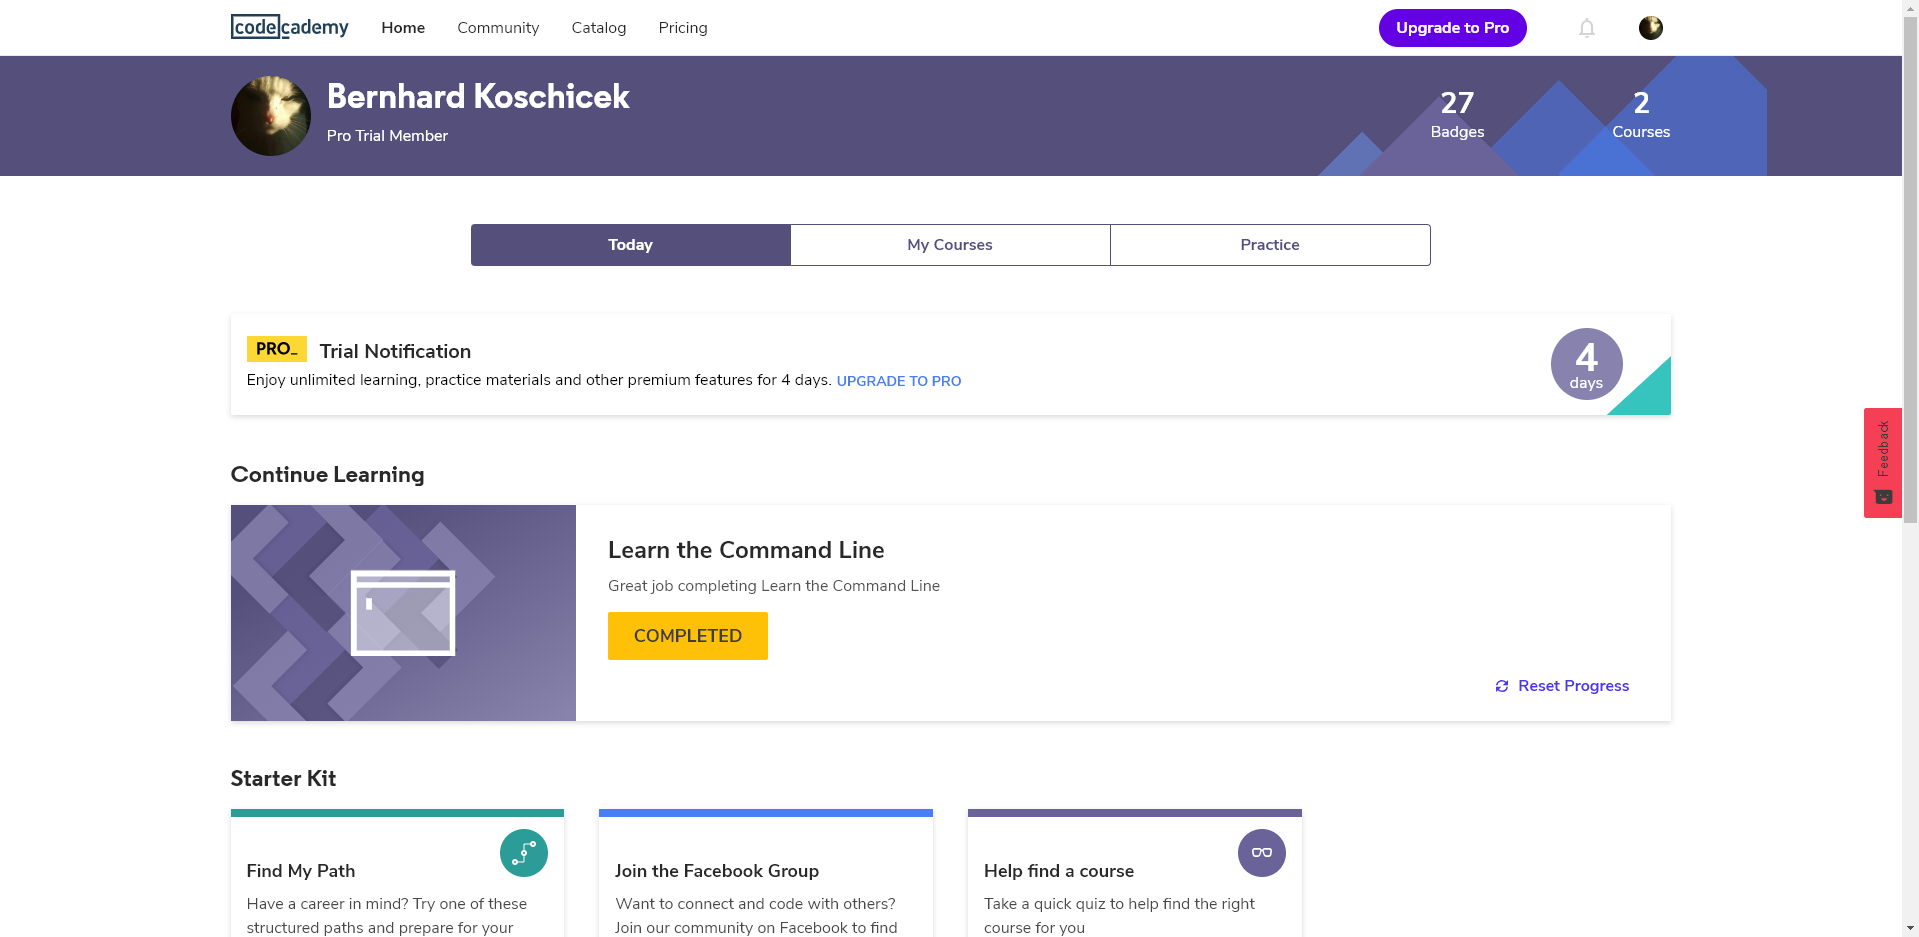 codecademy Home Community Catalog Pricing Upgrade to Pro
Bernhard Koschicek
Pro Trial Member
27
Badges
2
Courses
Today My Courses Practice
PRO_ Trial Notification
Enjoy unlimited learning, practice materials and other premium features for 4 days. UPGRADE TO PRO
4
days
Feedback
Continue Learning
Learn the Command Line
Great job completing Learn the Command Line
COMPLETED
Reset Progress
Starter Kit
Find My Path
Have a career in mind? Try one of these
structured paths and prepare for your
Join the Facebook Group
Want to connect and code with others?
Join our community on Facebook to find
Help find a course
Take a quick quiz to help find the right
course for you